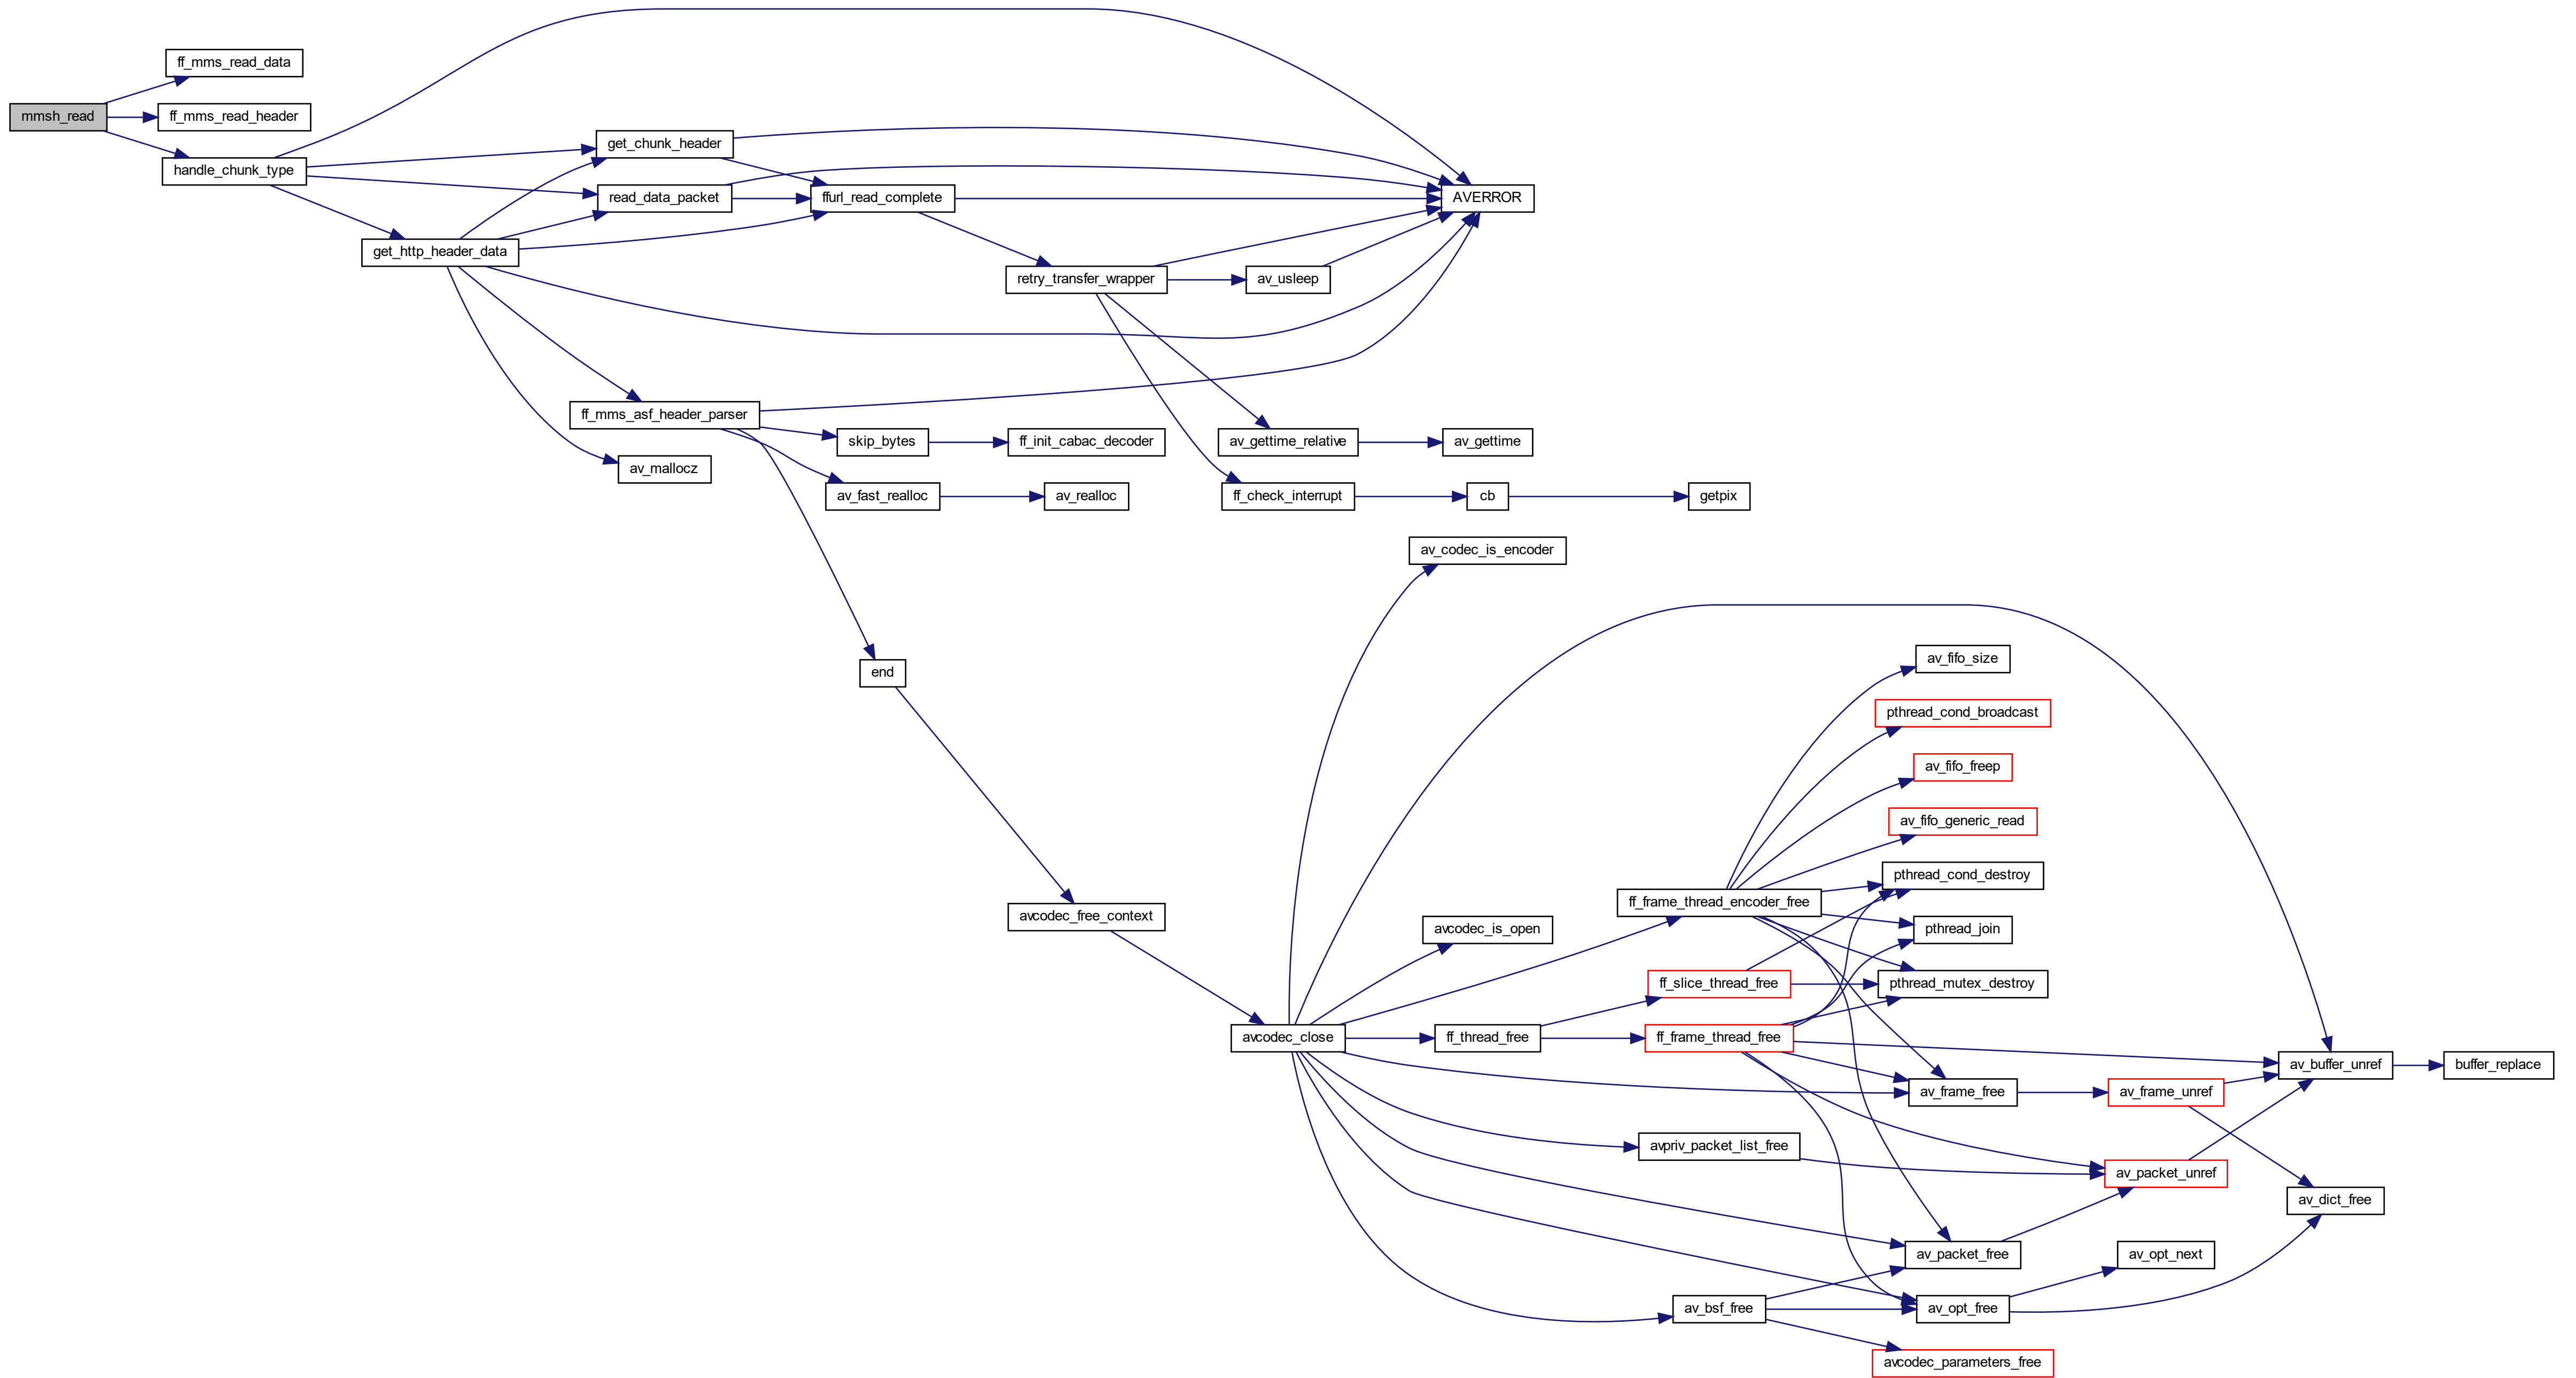 ff_mms_read_data
mmsh_read
ff_mms_read_header
get_chunk_header
handle_chunk_type
read_data_packet
ffurl_read_complete
AVERROR
get_http_header_data
retry_transfer_wrapper
av_usleep
ff_mms_asf_header_parser
skip_bytes
ff_init_cabac_decoder
av_gettime_relative
av_gettime
av_mallocz
av_fast_realloc
av_realloc
ff_check_interrupt
cb
getpix
av_codec_is_encoder
av_fifo_size
end
pthread_cond_broadcast
av_fifo_freep
av_fifo_generic_read
pthread_cond_destroy
ff_frame_thread_encoder_free
avcodec_free_context
avcodec_is_open
pthread_join
ff_slice_thread_free
pthread_mutex_destroy
avcodec_close
ff_thread_free
ff_frame_thread_free
av_buffer_unref
buffer_replace
av_frame_free
av_frame_unref
avpriv_packet_list_free
av_packet_unref
av_dict_free
av_packet_free
av_opt_next
av_bsf_free
av_opt_free
avcodec_parameters_free